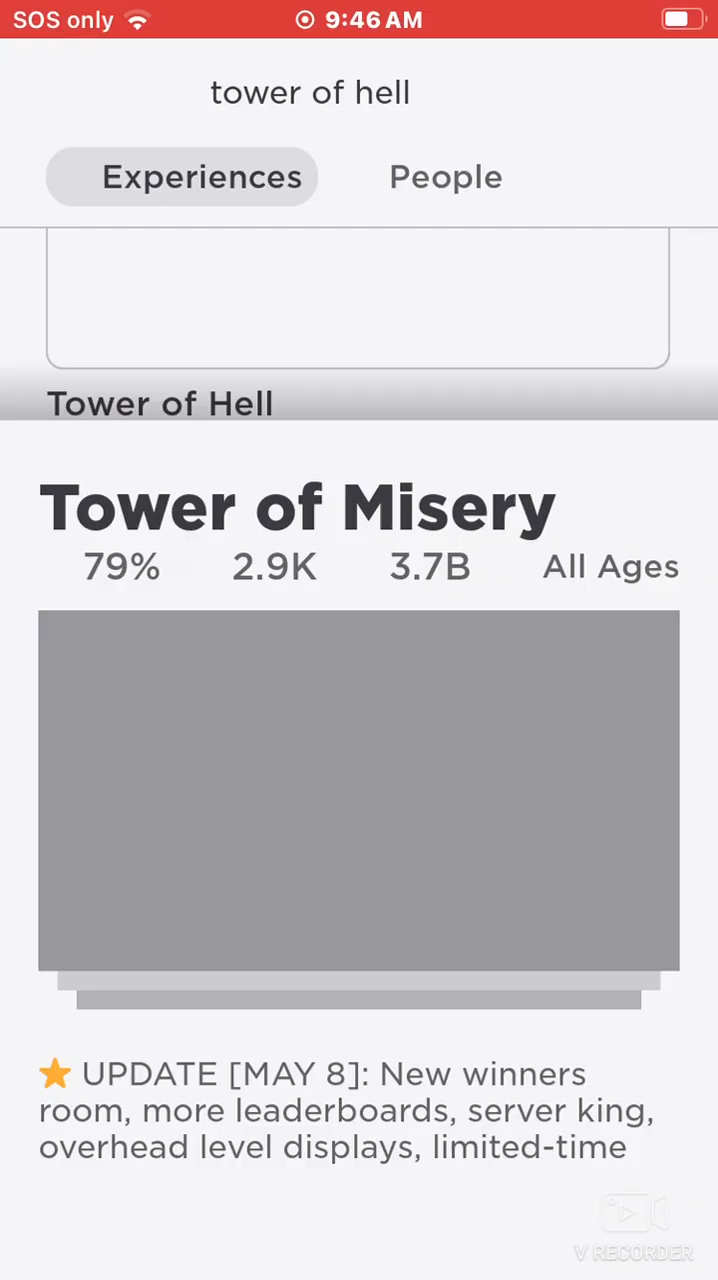 SOS only 9:46 AM
tower of hell
Experiences People
Tower of Hell
Tower of Misery
79% 2.9K 3.7B All Ages
⭐ UPDATE [MAY 8]: New winners
room, more leaderboards, server king,
overhead level displays, limited-time
V RECORDER